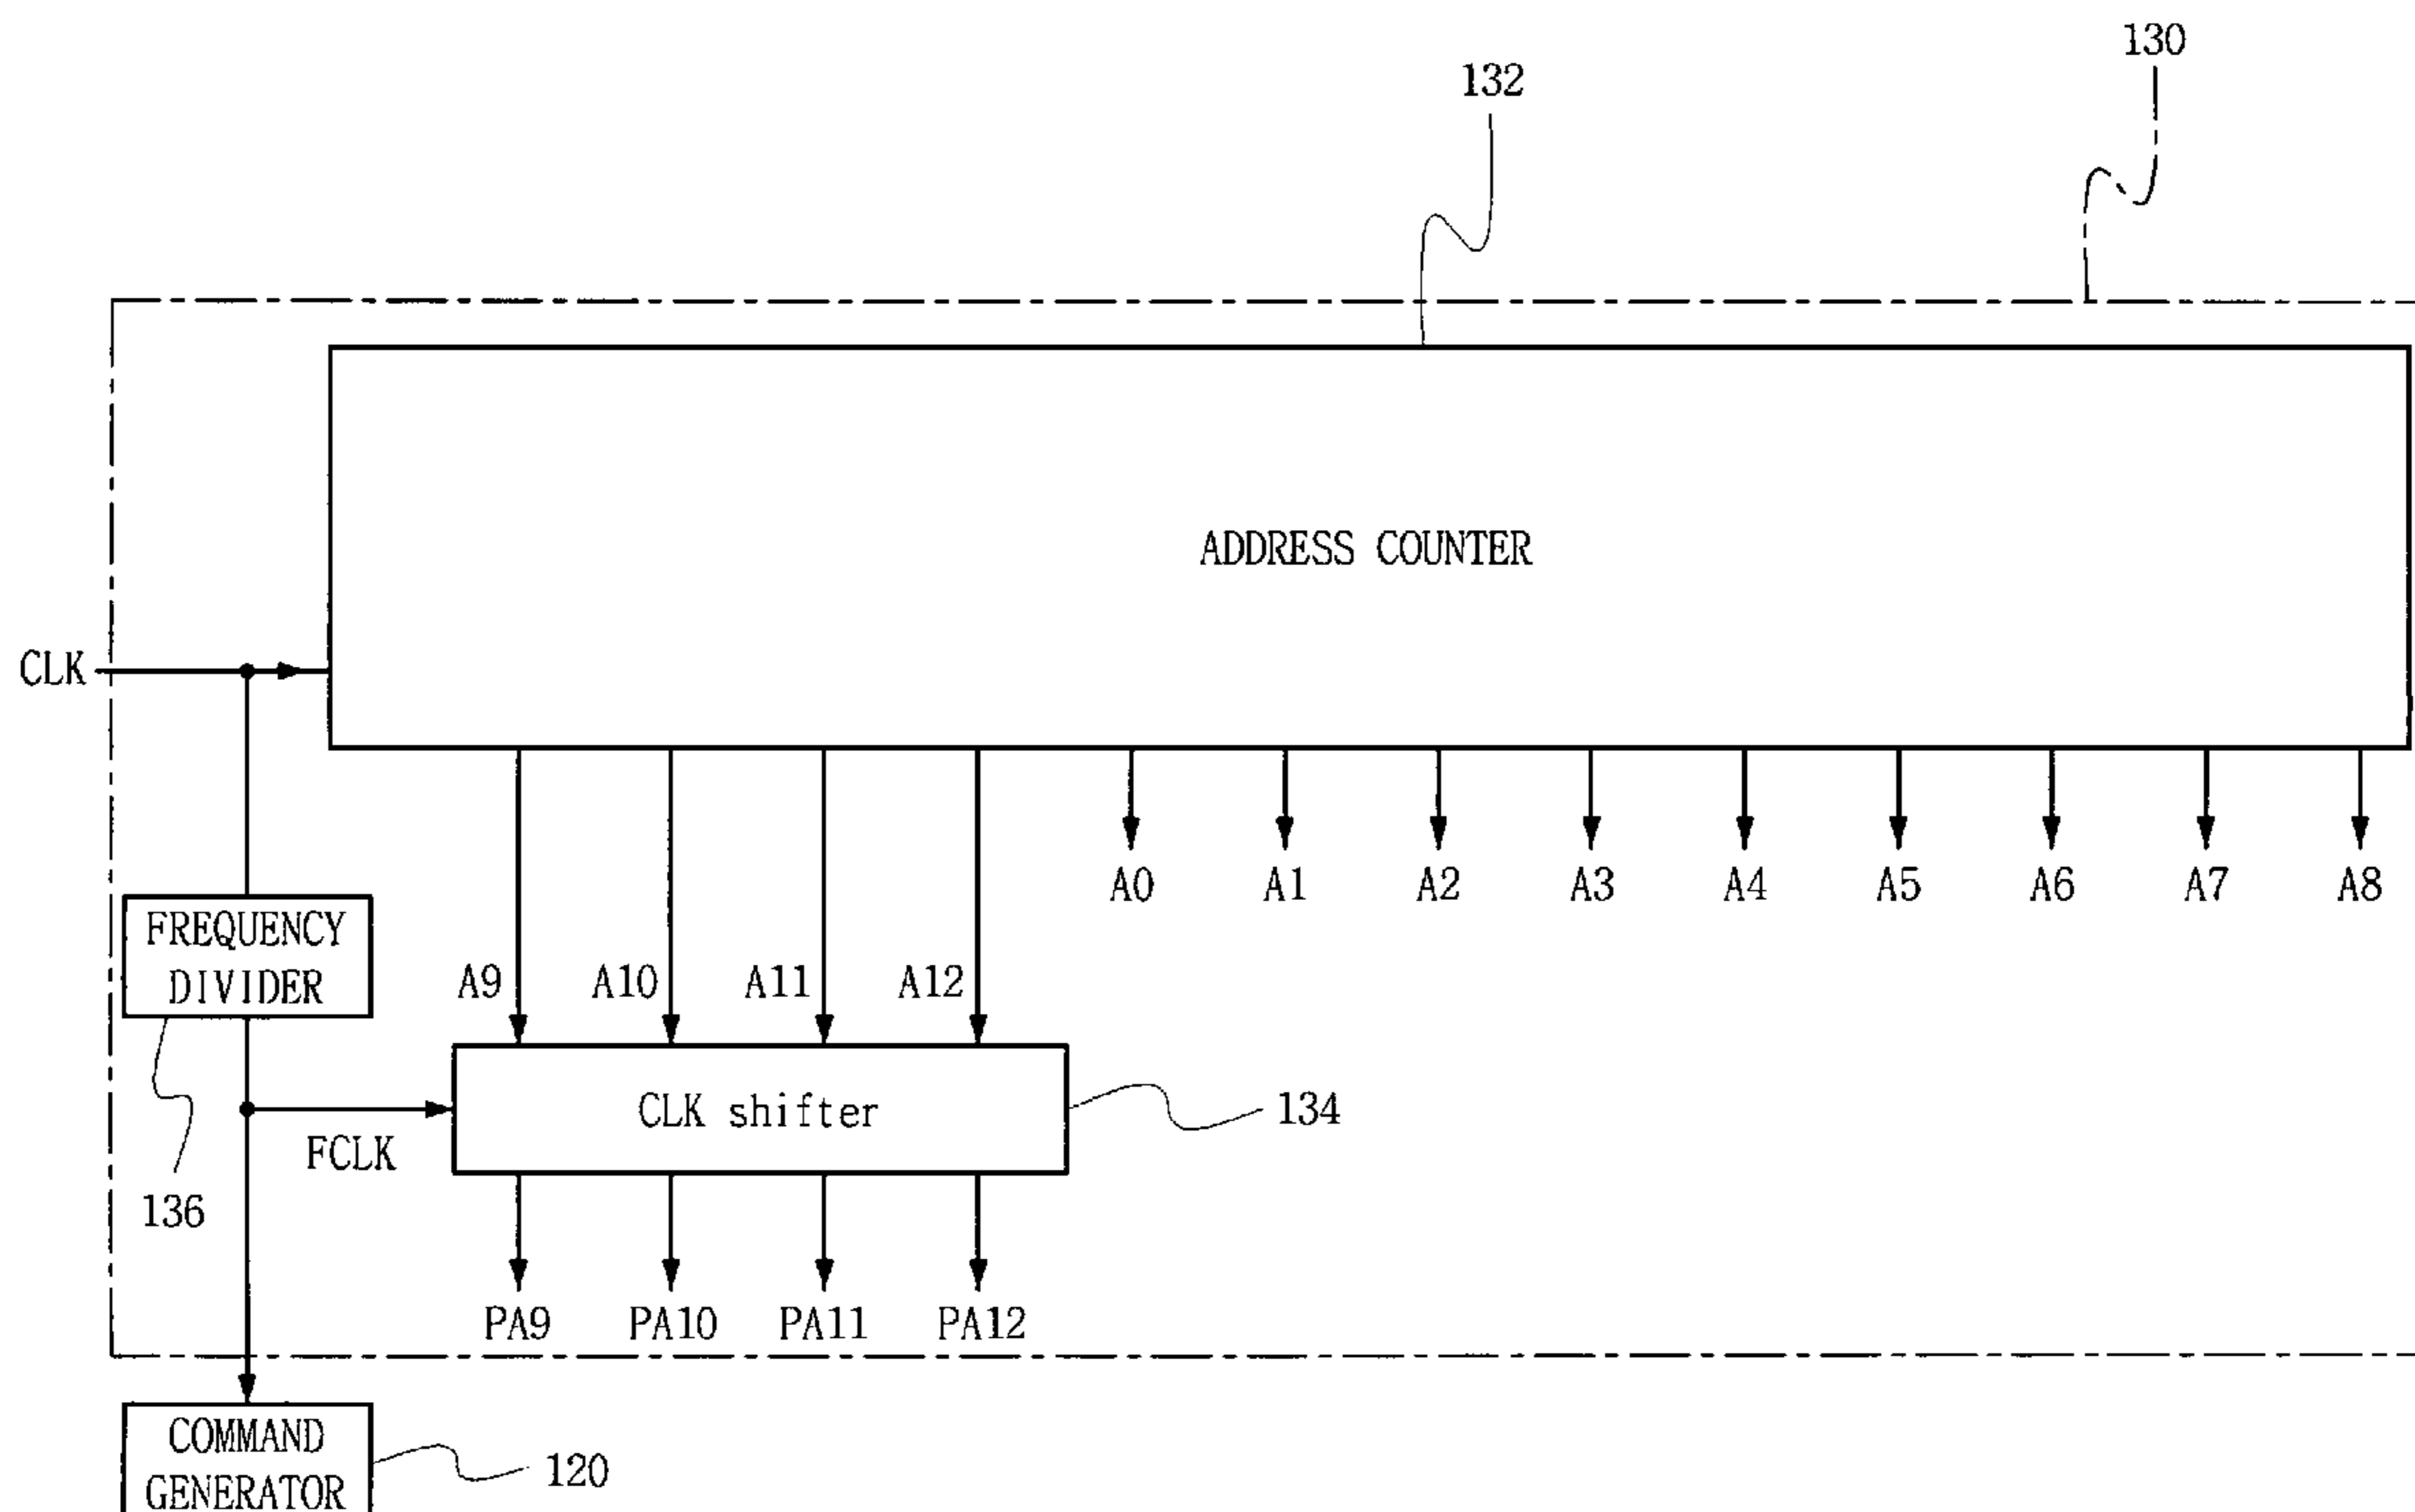 130
132
ADDRESS COUNTER
CLK
A0 A1 A2 A3 A4 A5 A6 A7 A8
FREQUENCY
DIVIDER
A9 A10 A11 A12
CLK shifter
134
FCLK
136
PA9 PA10 PA11 PA12
COMMAND
GENERATOR
120